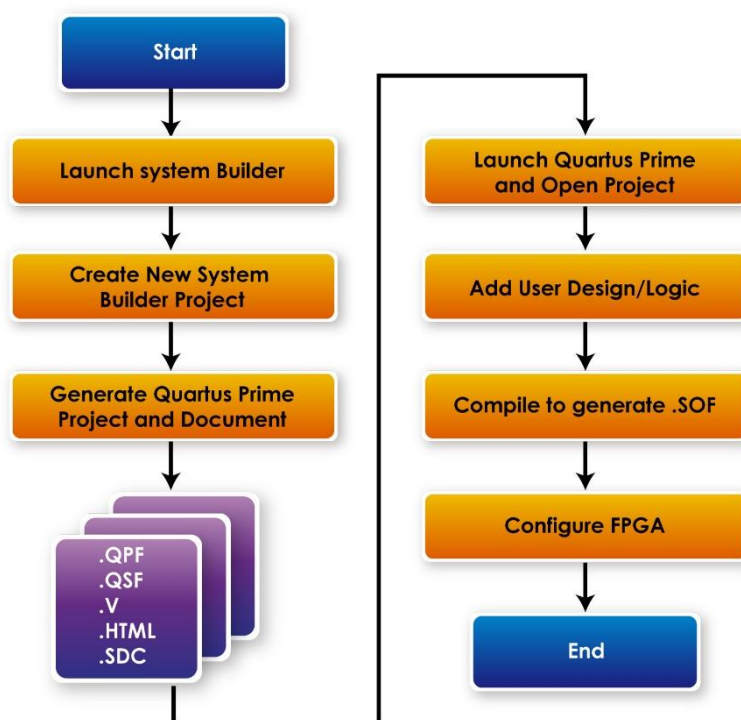 Start
Launch system Builder
Create New System
Builder Project
Generate Quartus Prime
Project and Document
.QPF
.QSF
.V
.HTML
.SDC
Launch Quartus Prime
and Open Project
Add User Design/Logic
Compile to generate .SOF
Configure FPGA
End